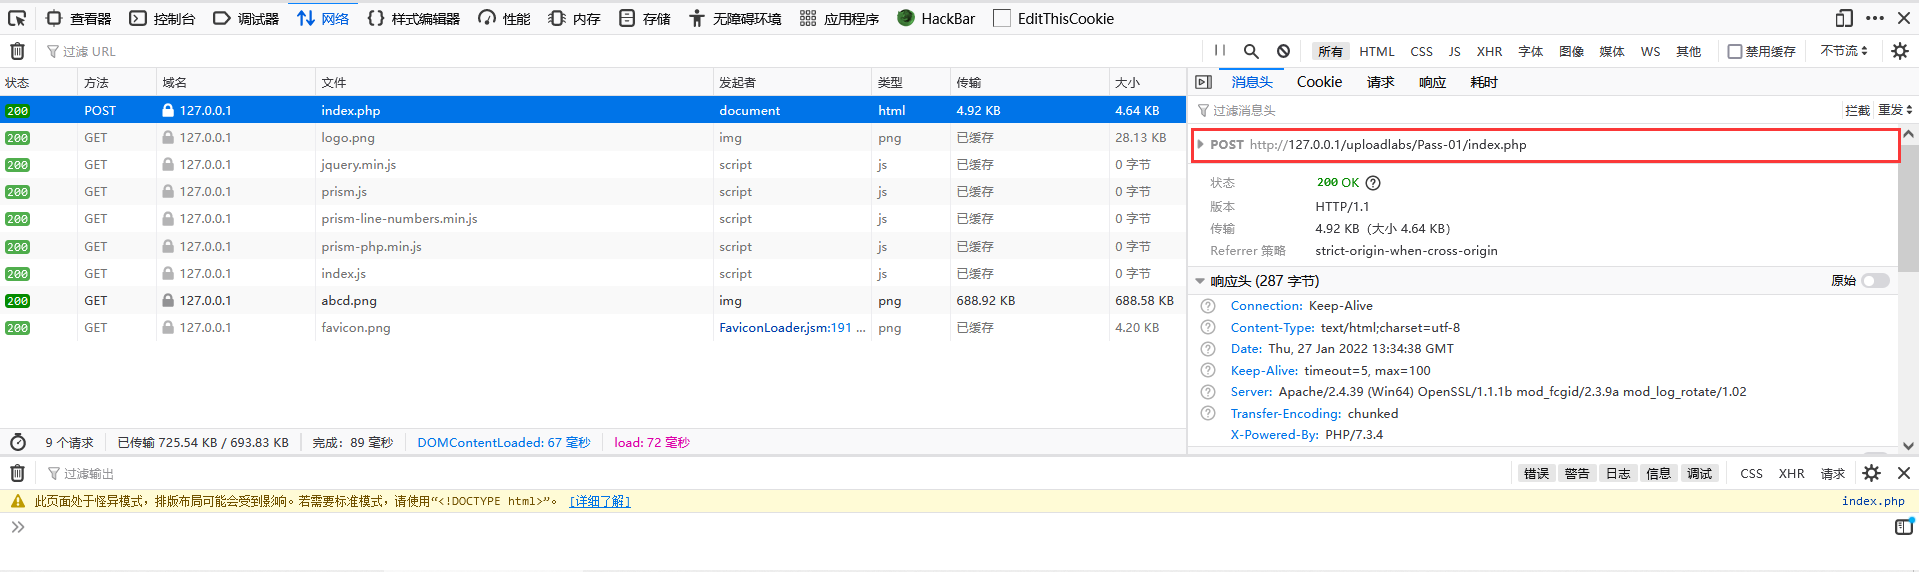 查看器 控制台 调试器 网络 样式编辑器 性能 内存 存储 无障碍环境 应用程序 HackBar EditThisCookie
过滤 URL 所有 HTML CSS JS XHR 字体 图像 媒体 WS 其他 禁用缓存 不节流
状态 方法 域名 文件 发起者 类型 传输 大小
200 POST 127.0.0.1 index.php document html 4.92 KB 4.64 KB
200 GET 127.0.0.1 logo.png img png 已缓存 28.13 KB
200 GET 127.0.0.1 jquery.min.js script js 已缓存 0 字节
200 GET 127.0.0.1 prism.js script js 已缓存 0 字节
200 GET 127.0.0.1 prism-line-numbers.min.js script js 已缓存 0 字节
200 GET 127.0.0.1 prism-php.min.js script js 已缓存 0 字节
200 GET 127.0.0.1 index.js script js 已缓存 0 字节
200 GET 127.0.0.1 abcd.png img png 688.92 KB 688.58 KB
200 GET 127.0.0.1 favicon.png FaviconLoader.jsm:191 ... png 已缓存 4.20 KB
9 个请求 已传输 725.54 KB / 693.83 KB 完成：89 毫秒 DOMContentLoaded: 67 毫秒 load: 72 毫秒
消息头 Cookie 请求 响应 耗时
过滤消息头 拦截 重发
POST http://127.0.0.1/uploadlabs/Pass-01/index.php
状态 200 OK
版本 HTTP/1.1
传输 4.92 KB（大小 4.64 KB）
Referrer 策略 strict-origin-when-cross-origin
响应头 (287 字节) 原始
Connection: Keep-Alive
Content-Type: text/html;charset=utf-8
Date: Thu, 27 Jan 2022 13:34:38 GMT
Keep-Alive: timeout=5, max=100
Server: Apache/2.4.39 (Win64) OpenSSL/1.1.1b mod_fcgid/2.3.9a mod_log_rotate/1.02
Transfer-Encoding: chunked
X-Powered-By: PHP/7.3.4
过滤输出 错误 警告 日志 信息 调试 CSS XHR 请求
此页面处于怪异模式，排版布局可能会受到影响。若需要标准模式，请使用“<!DOCTYPE html>”。 [详细了解] index.php